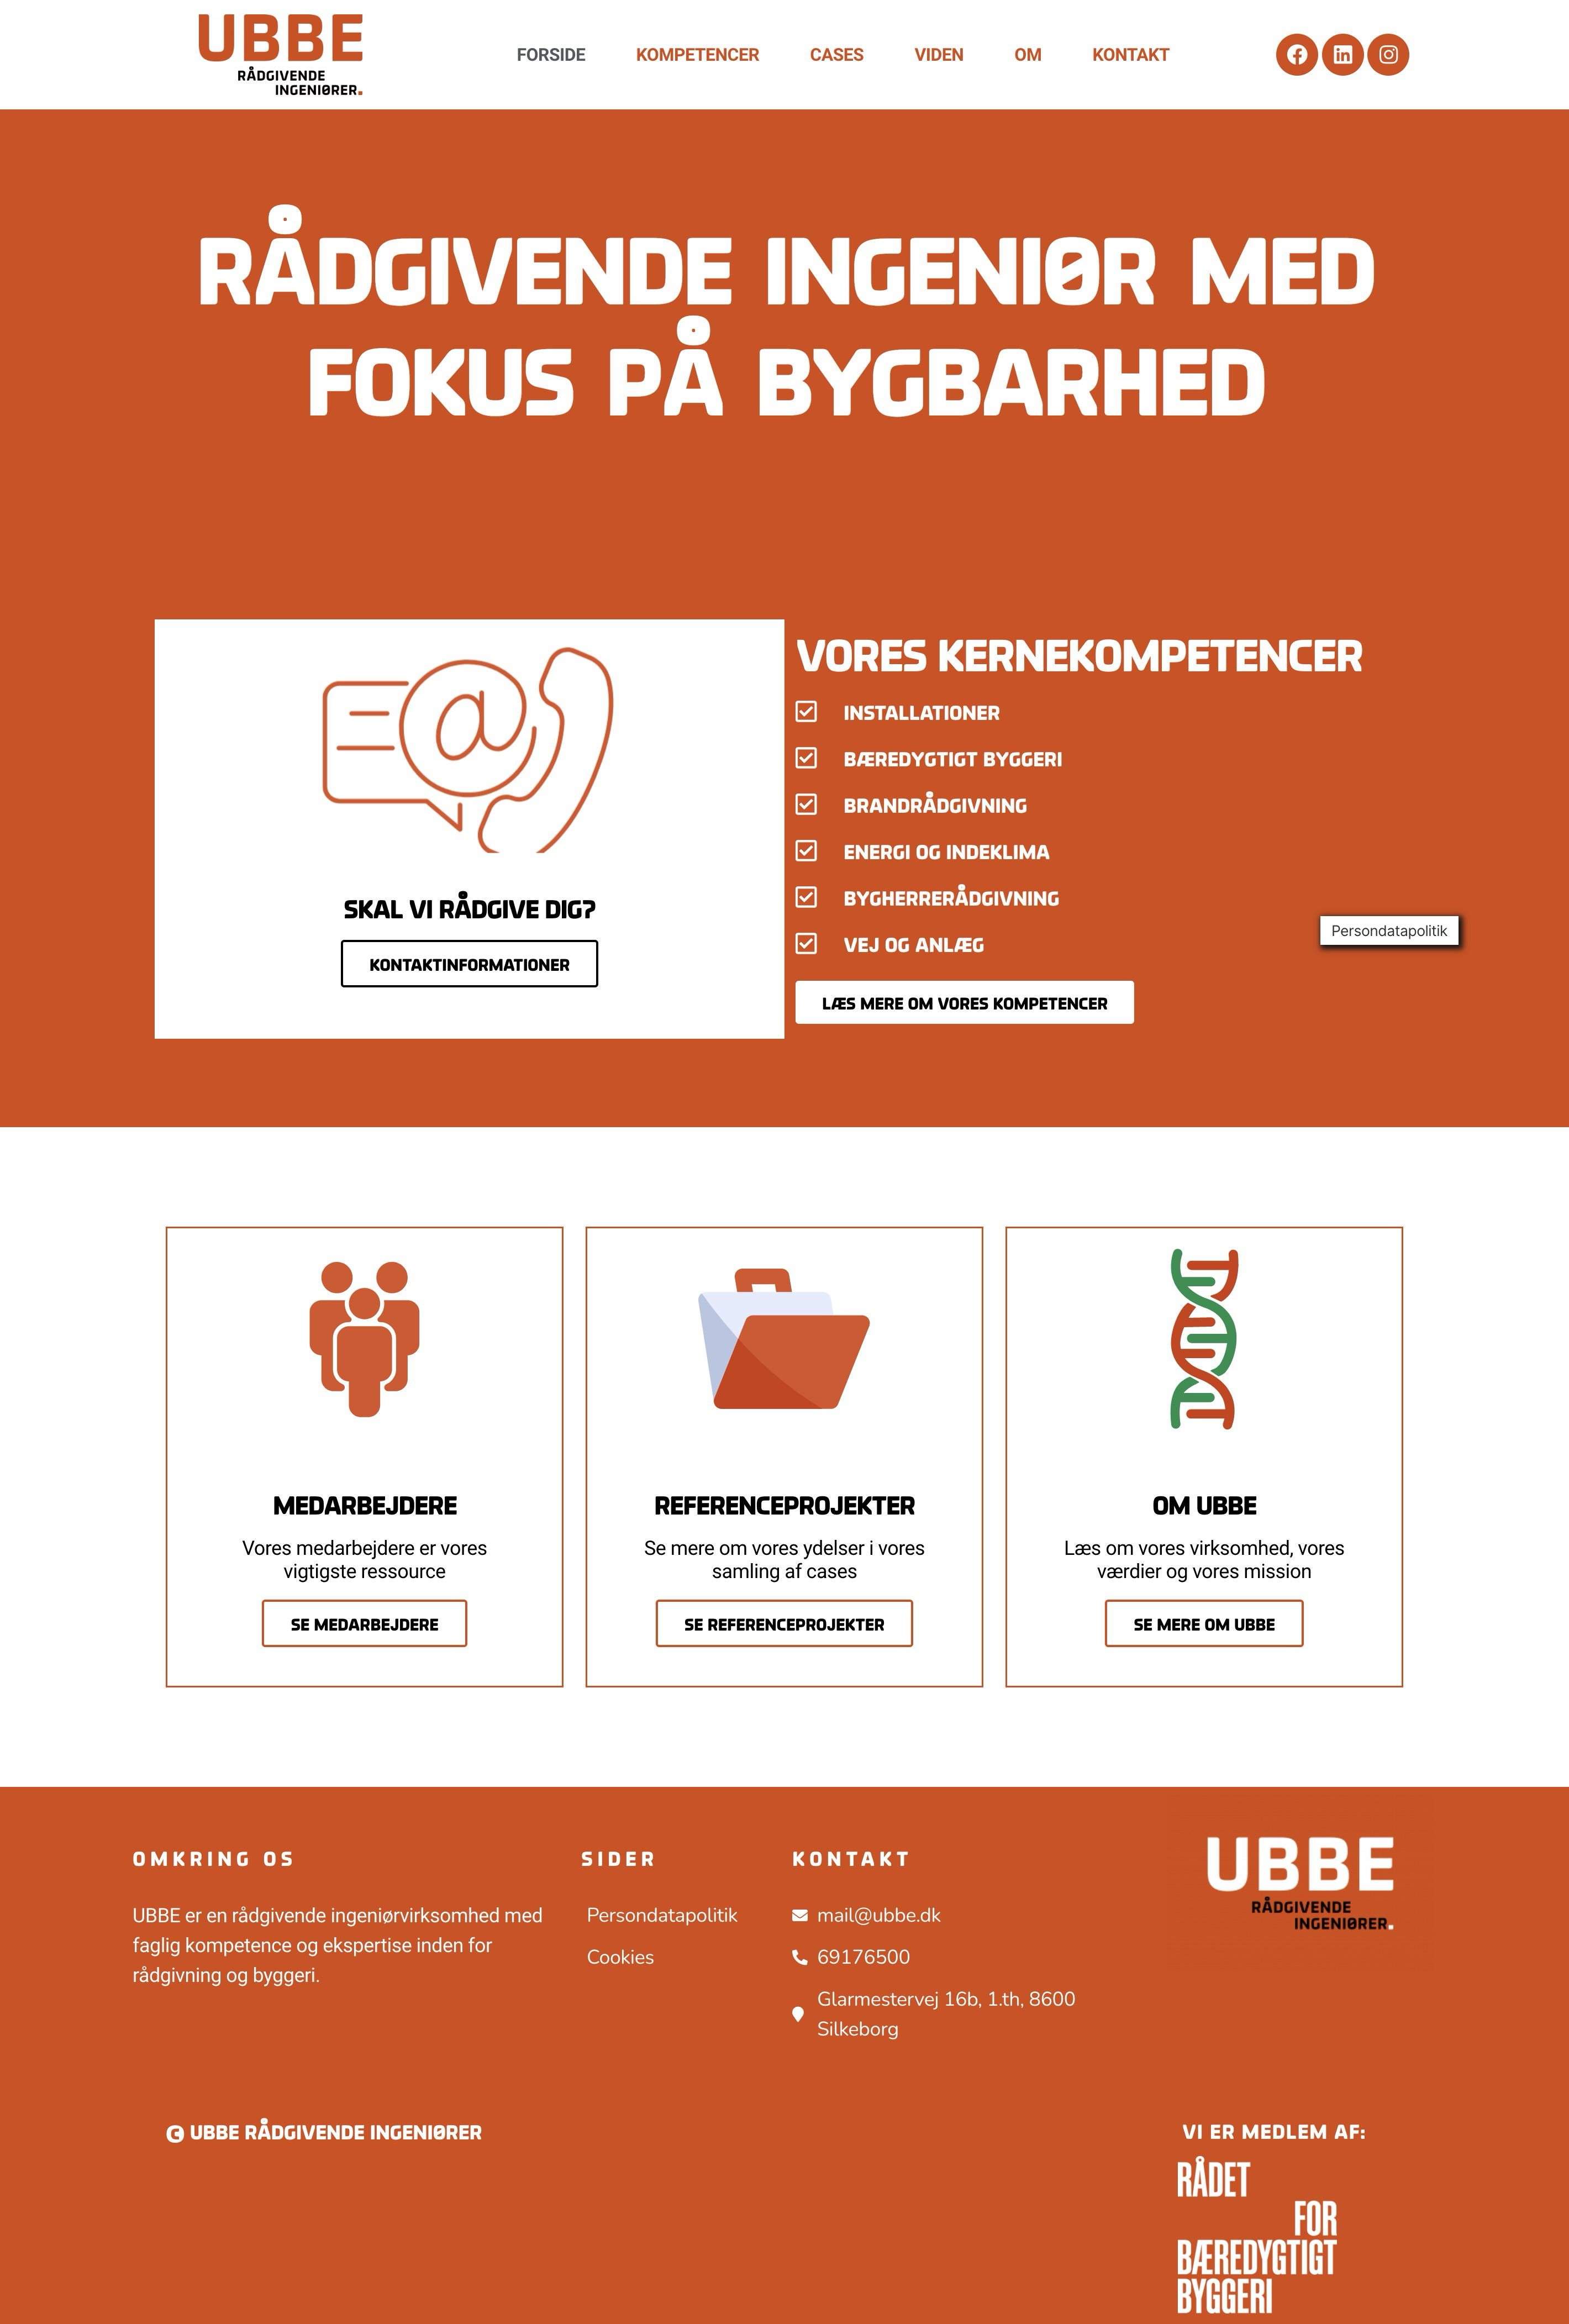 UBBE
RÅDGIVENDE
INGENIØRER.
FORSIDE
KOMPETENCER
CASES
VIDEN
OM
KONTAKT
RÅDGIVENDE INGENIØR MED
FOKUS PÅ BYGBARHED
SKAL VI RÅDGIVE DIG?
KONTAKTINFORMATIONER
VORES KERNEKOMPETENCER
INSTALLATIONER
BÆREDYGTIGT BYGGERI
BRANDRÅDGIVNING
ENERGI OG INDEKLIMA
BYGHERRERÅDGIVNING
VEJ OG ANLÆG
LÆS MERE OM VORES KOMPETENCER
Persondatapolitik
MEDARBEJDERE
Vores medarbejdere er vores
vigtigste ressource
SE MEDARBEJDERE
REFERENCEPROJEKTER
Se mere om vores ydelser i vores
samling af cases
SE REFERENCEPROJEKTER
OM UBBE
Læs om vores virksomhed, vores
værdier og vores mission
SE MERE OM UBBE
OMKRING OS
UBBE er en rådgivende ingeniørvirksomhed med
faglig kompetence og ekspertise inden for
rådgivning og byggeri.
SIDER
Persondatapolitik
Cookies
KONTAKT
mail@ubbe.dk
69176500
Glarmestervej 16b, 1.th, 8600
Silkeborg
UBBE
RÅDGIVENDE
INGENIØRER.
© UBBE RÅDGIVENDE INGENIØRER
VI ER MEDLEM AF:
RÅDET
FOR
BÆREDYGTIGT
BYGGERI